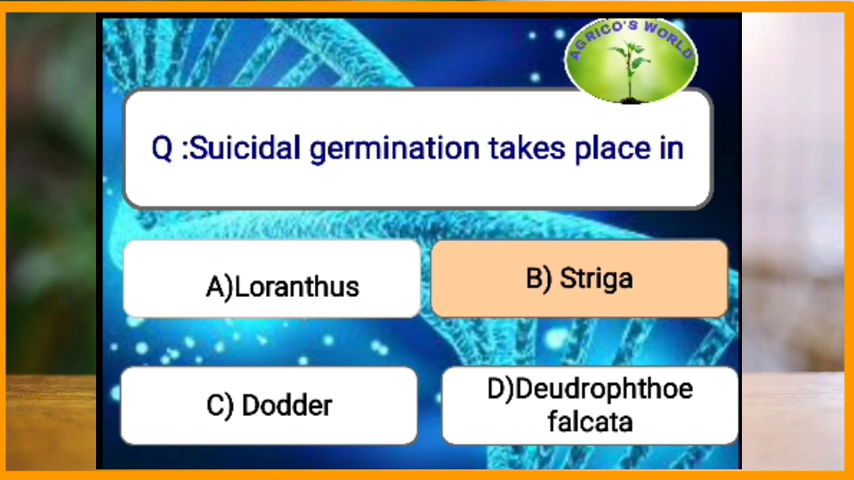 AGRICO'S WORLD
Q :Suicidal germination takes place in
A)Loranthus
B) Striga
C) Dodder
D)Deudrophthoe
falcata